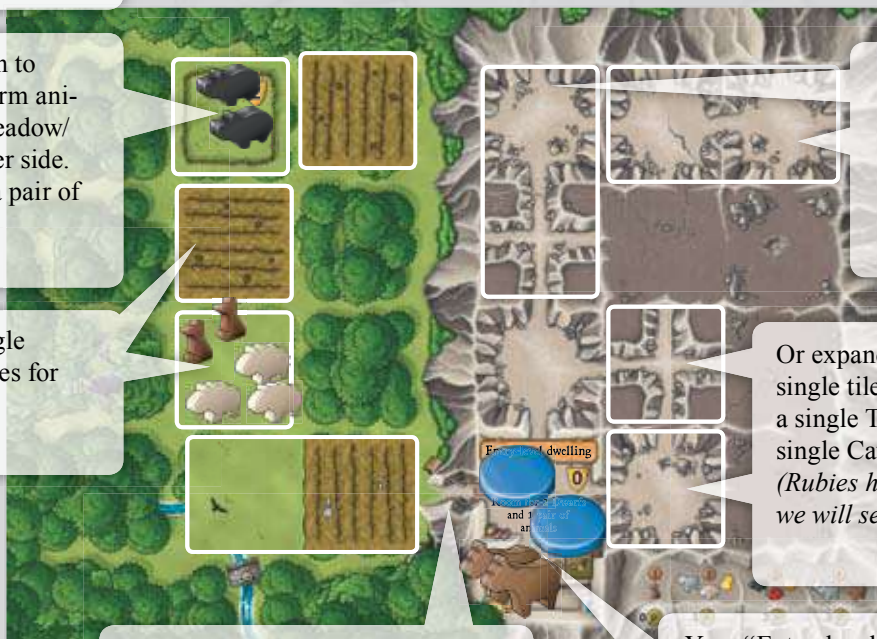 n to
rm ani-
eadow/
er side.
a pair of
gle
es for
Or expand
single tile
a single T
single Ca
(Rubies h
we will se
Entry-level dwelling
0
and 1 pair of
animals